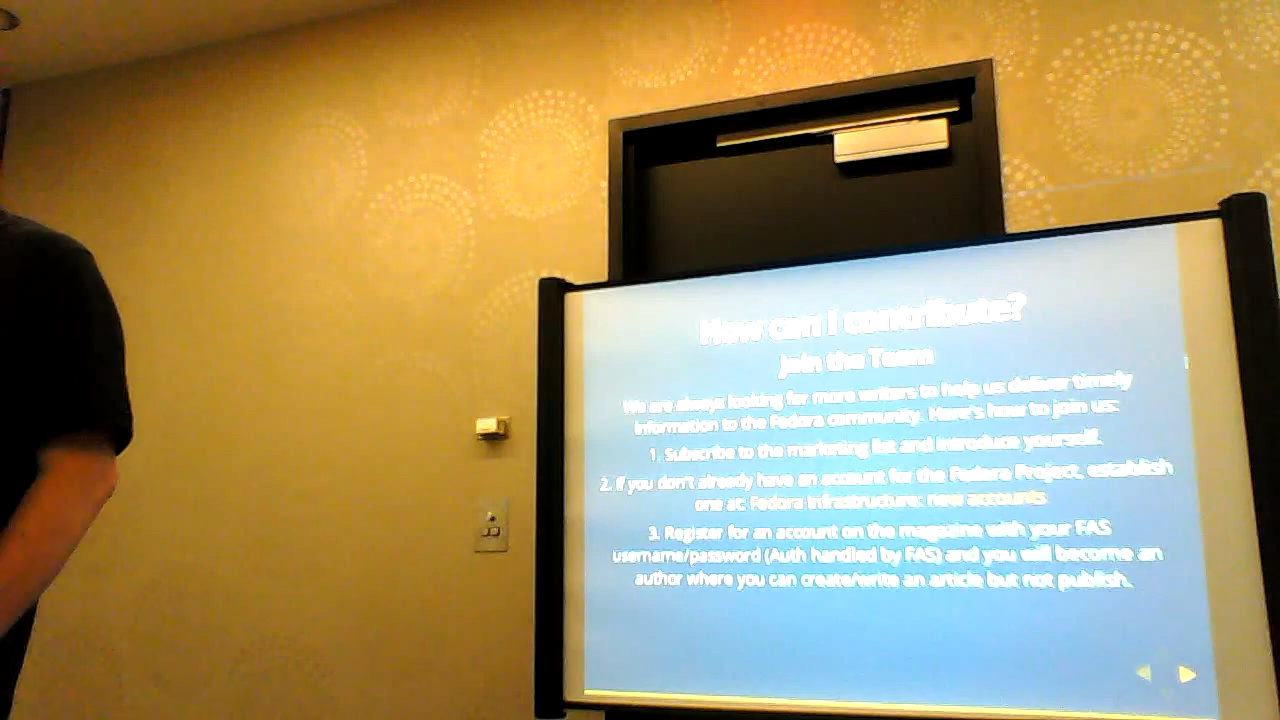 How can I contribute?
Join the Team
We are always looking for more writers to help us deliver timely
information to the Fedora community. Here's how to join us:
1. Subscribe to the marketing list and introduce yourself.
2. If you don't already have an account for the Fedora Project, establish
one at: Fedora Infrastructure: new accounts
3. Register for an account on the magazine with your FAS
username/password (Auth handled by FAS) and you will become an
author where you can create/write an article but not publish.